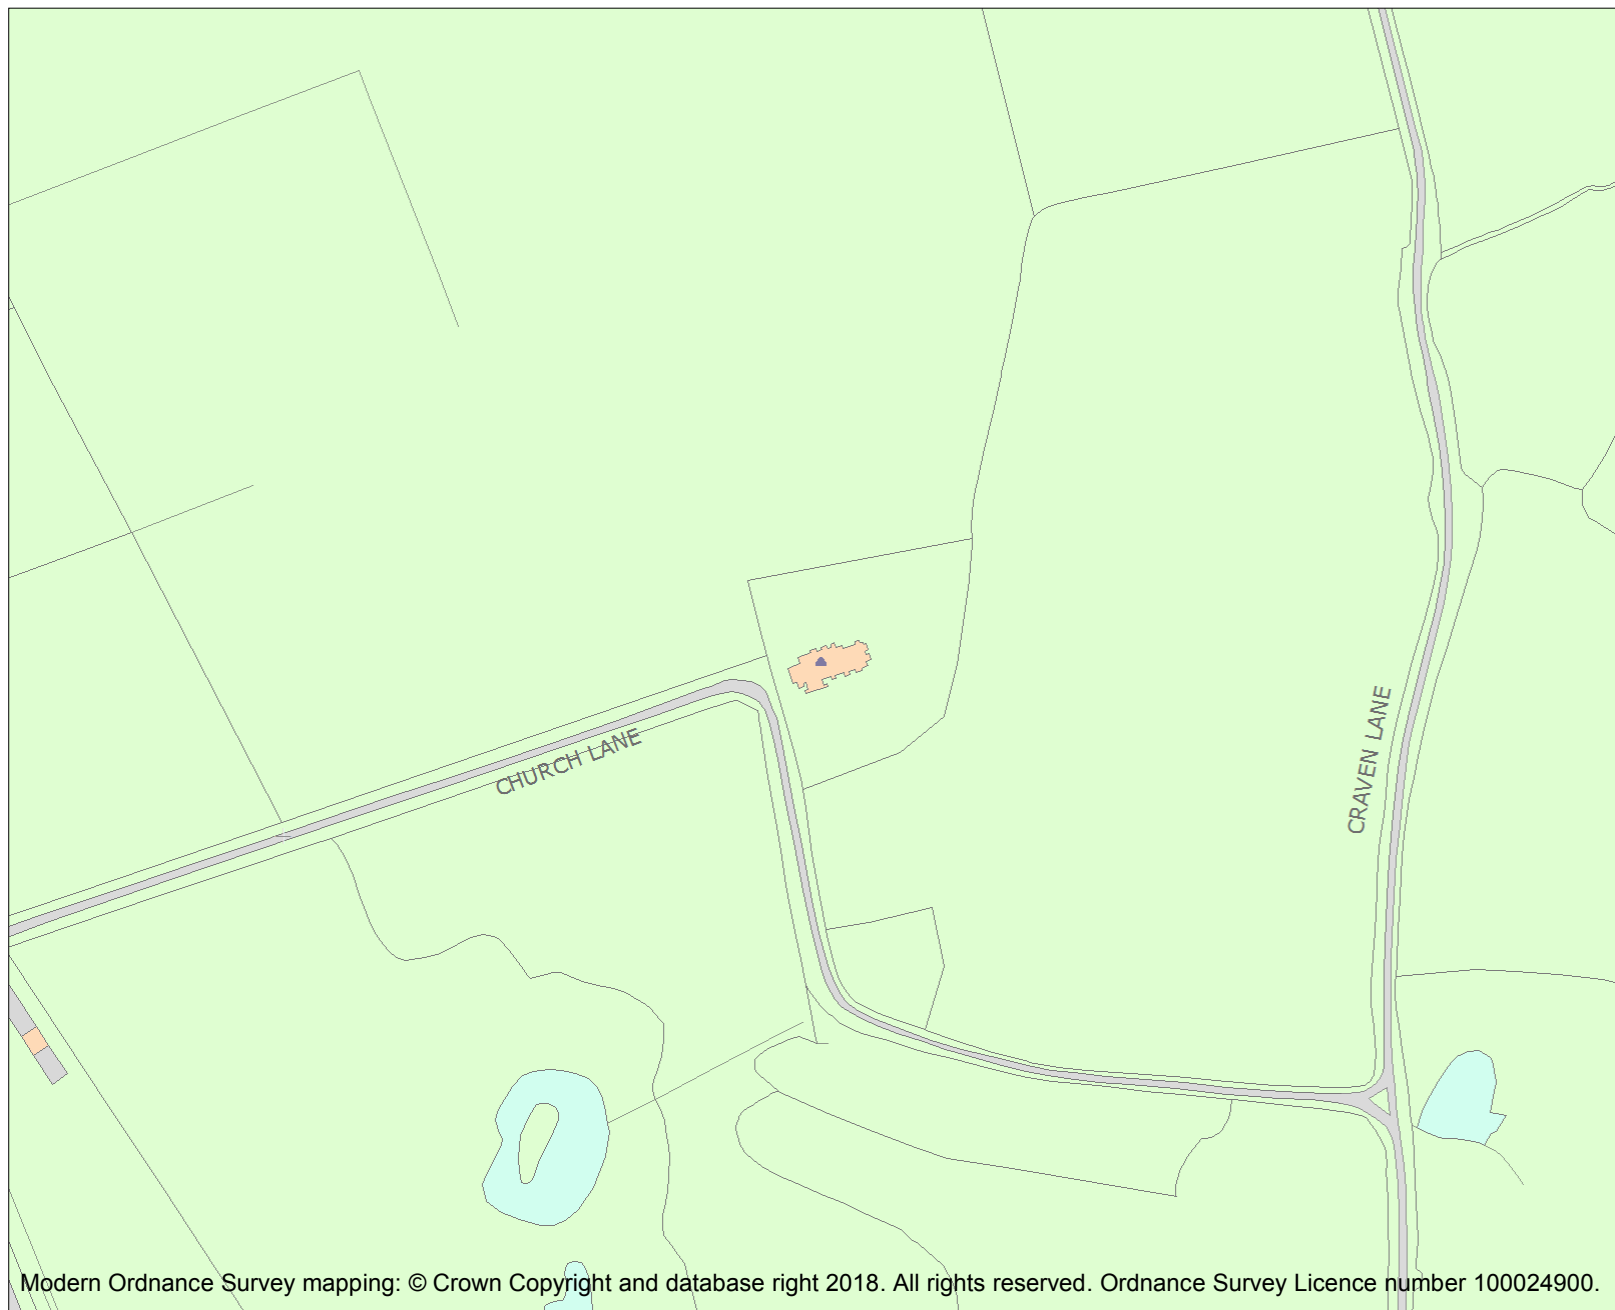 CHURCH LANE
CRAVEN LANE
Modern Ordnance Survey mapping: © Crown Copyright and database right 2018. All rights reserved. Ordnance Survey Licence number 100024900.